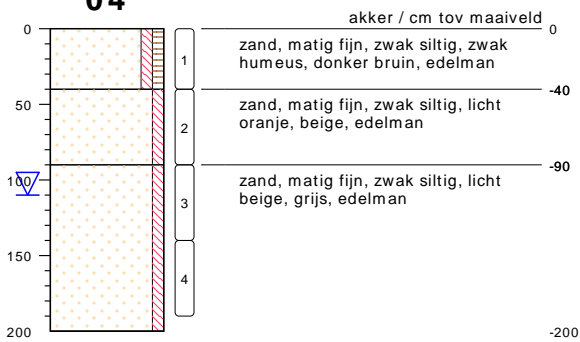 04
akker / cm tov maaiveld
0
0
zand, matig fijn, zwak siltig, zwak
humeus, donker bruin, edelman
1
-40
50
zand, matig fijn, zwak siltig, licht
oranje, beige, edelman
2
-90
100
zand, matig fijn, zwak siltig, licht
beige, grijs, edelman
3
150
4
200
-200